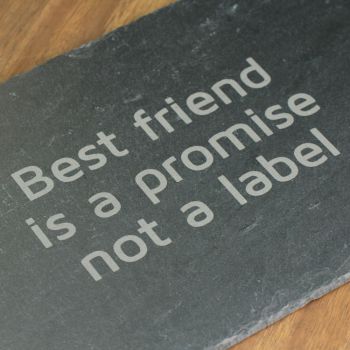 Best friend
is a promise
not a label